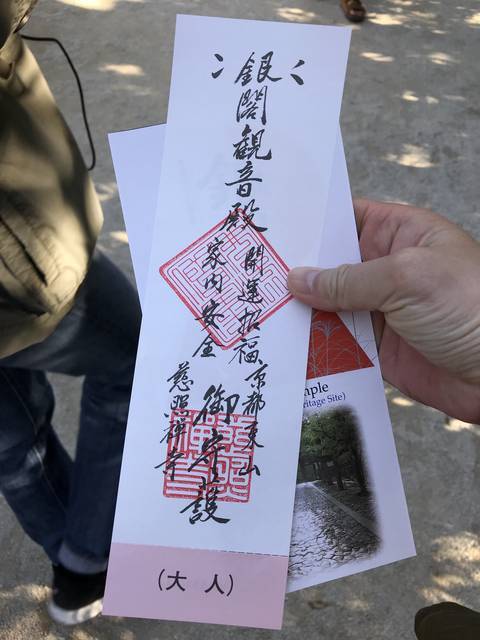 銀閣観音殿
開運招福
家内安全
京都東山
慈照禅寺
御守護
(大人)
mple
eritage Site)